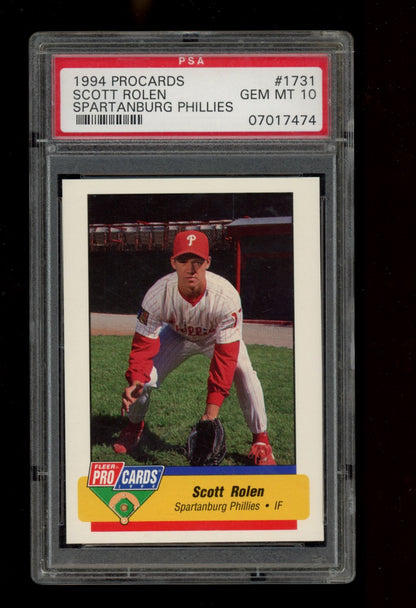 PSA
1994 PROCARDS #1731
SCOTT ROLEN GEM MT 10
SPARTANBURG PHILLIES
07017474
P
FLEER
PRO CARDS
1994
Scott Rolen
Spartanburg Phillies • IF